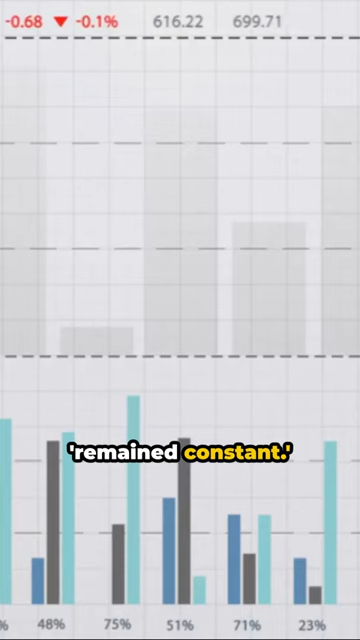 -0.68 ▼ -0.1% 616.22 699.71
'remained constant.'
% 48% 75% 51% 71% 23%